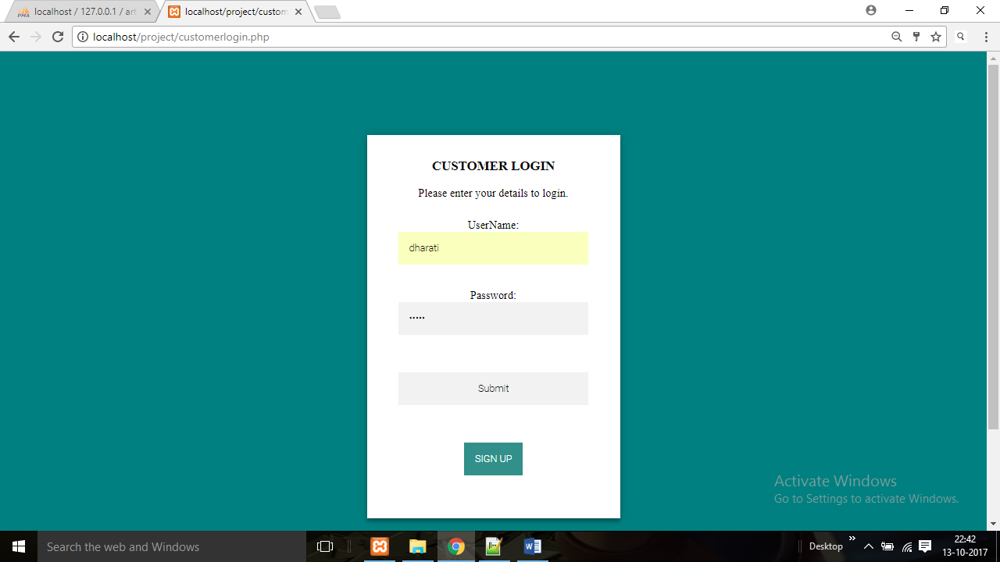 PMA localhost / 127.0.0.1 / art
localhost/project/custom
localhost/project/customerlogin.php
CUSTOMER LOGIN
Please enter your details to login.
UserName:
dharati
Password:
•••••
Submit
SIGN UP
Activate Windows
Go to Settings to activate Windows.
Search the web and Windows
Desktop
22:42
13-10-2017